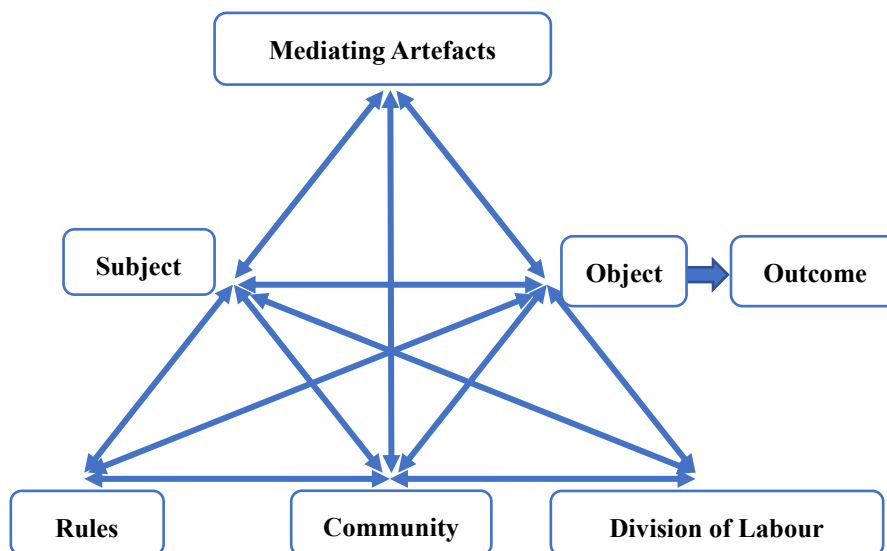 Mediating Artefacts
Subject
Object
Outcome
Rules
Community
Division of Labour